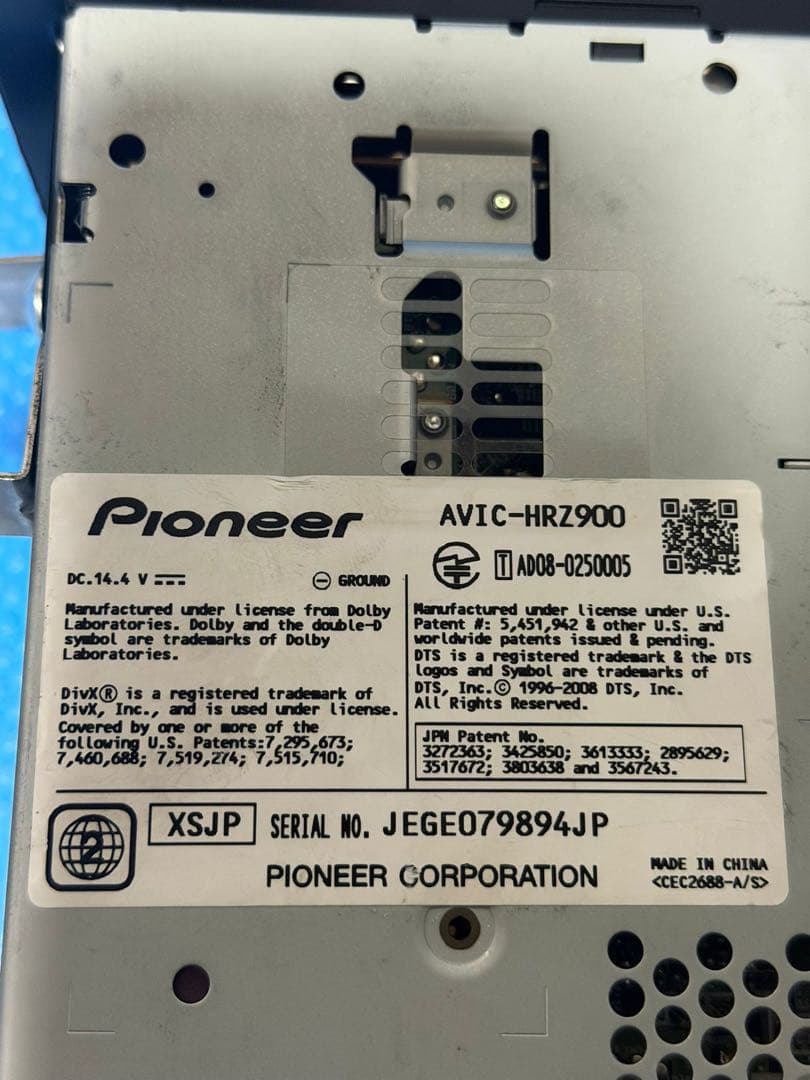 Pioneer
AVIC-HRZ900
DC.14.4 V
GROUND
T AD08-0250005
Manufactured under license from Dolby
Laboratories. Dolby and the double-D
symbol are trademarks of Dolby
Laboratories.
DivX® is a registered trademark of
DivX, Inc., and is used under license.
Covered by one or more of the
following U.S. Patents:7,295,673;
7,460,688; 7,519,274; 7,515,710;
Manufactured under license under U.S.
Patent #: 5,451,942 & other U.S. and
worldwide patents issued & pending.
DTS is a registered trademark & the DTS
logos and Symbol are trademarks of
DTS, Inc.© 1996-2008 DTS, Inc.
All Rights Reserved.
JPN Patent No.
3272363; 3425850; 3613333; 2895629;
3517672; 3803638 and 3567243.
2
XSJP
SERIAL NO. JEGE079894JP
PIONEER CORPORATION
MADE IN CHINA
<CEC2688-A/S>